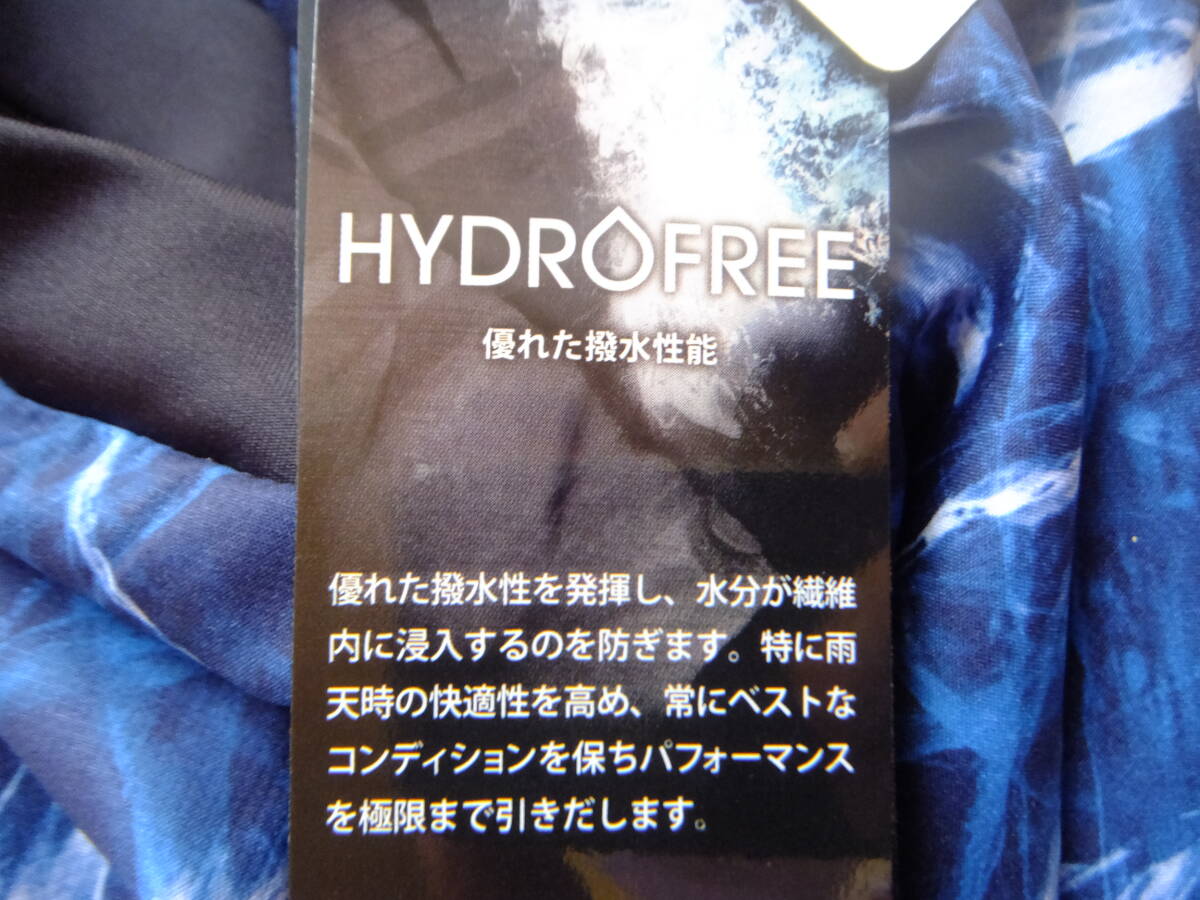 HYDROFREE
優れた撥水性能
優れた撥水性を発揮し、水分が繊維
内に浸入するのを防ぎます。特に雨
天時の快適性を高め、常にベストな
コンディションを保ちパフォーマンス
を極限まで引きだします。